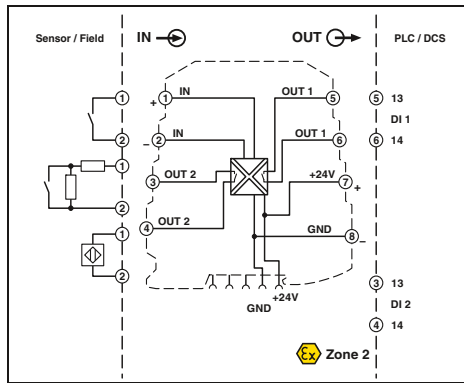 Sensor / Field IN OUT PLC / DCS
1 + 1 IN OUT 1 5 5 13
DI 1
2 − 2 IN OUT 1 6 6 14
1
3 OUT 2 +24V 7 +
2
4 OUT 2 GND 8 −
1
2
+24V
GND
3 13
DI 2
4 14
Ex Zone 2